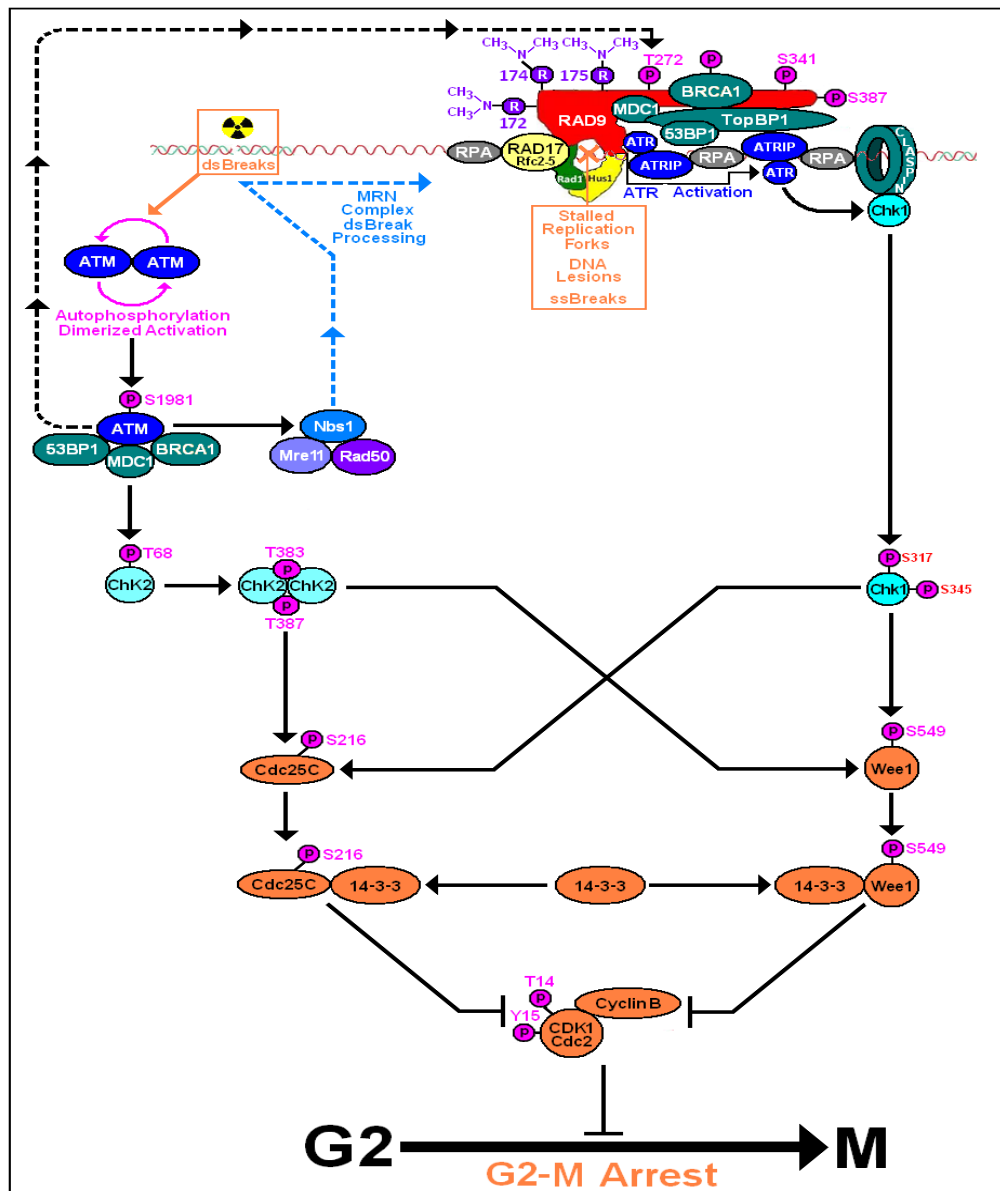 CH₃ CH₃
N
CH₃ CH₃
N
174 R
175 R
T272
P
P
S341
P
CH₃
N
CH₃
R
172
RAD9
MDC1
BRCA1
P S387
TopBP1
53BP1
dsBreaks
RPA
RAD17
Rfc2-5
Rad1
Hus1
ATR
ATRIP
RPA
ATRIP
ATR
RPA
CLASPIN
Chk1
ATR Activation
MRN
Complex
dsBreak
Processing
Stalled
Replication
Forks
DNA
Lesions
ssBreaks
ATM ATM
Autophosphorylation
Dimerized Activation
P S1981
ATM
53BP1
MDC1
BRCA1
Nbs1
Mre11
Rad50
P T68
ChK2
T383
P
ChK2 ChK2
P
T387
P S317
Chk1
P S345
P S216
Cdc25C
P S549
Wee1
P S216
Cdc25C
14-3-3
14-3-3
14-3-3
P S549
Wee1
T14
P
Y15
P
CDK1
Cdc2
Cyclin B
G2 M
G2-M Arrest